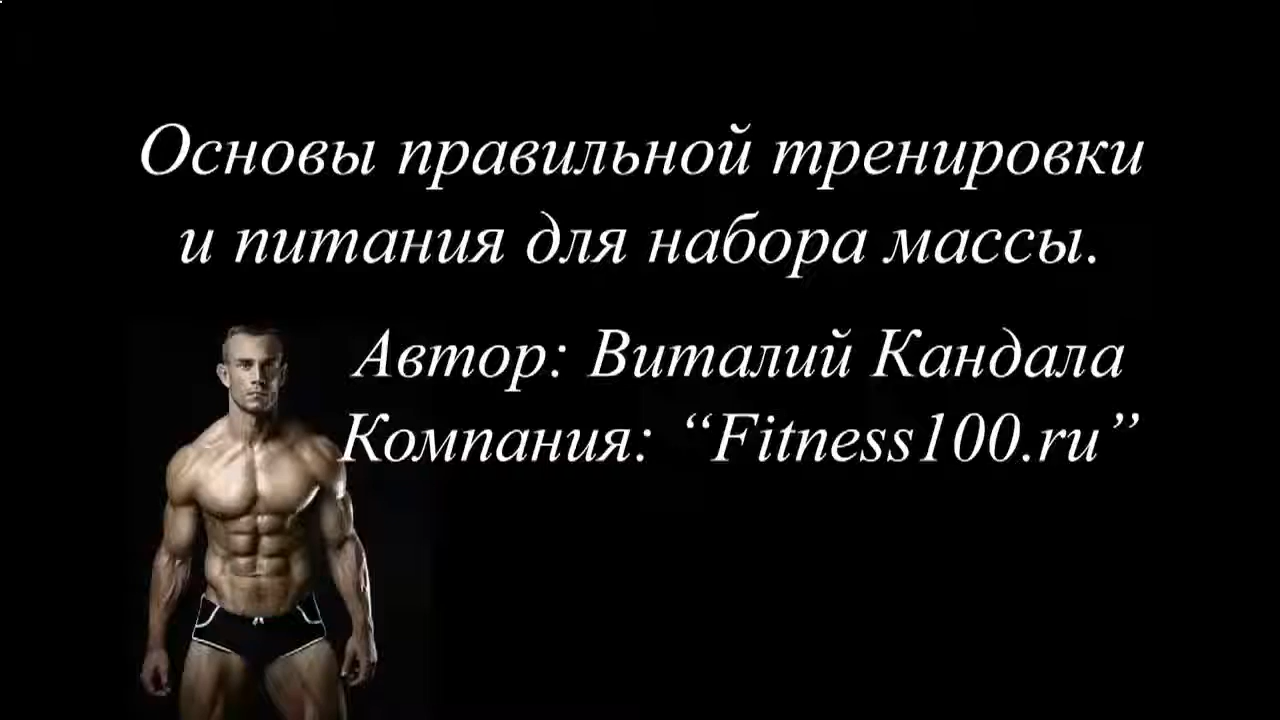 Основы правильной тренировки
и питания для набора массы.
Автор: Виталий Кандала
Компания: “Fitness100.ru”